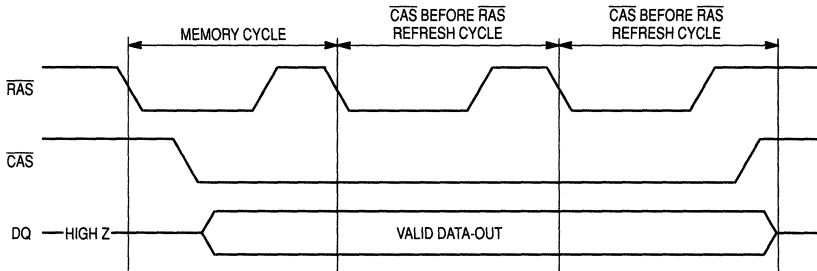 MEMORY CYCLE
CAS BEFORE RAS
REFRESH CYCLE
CAS BEFORE RAS
REFRESH CYCLE
RAS
CAS
DQ
HIGH Z
VALID DATA-OUT